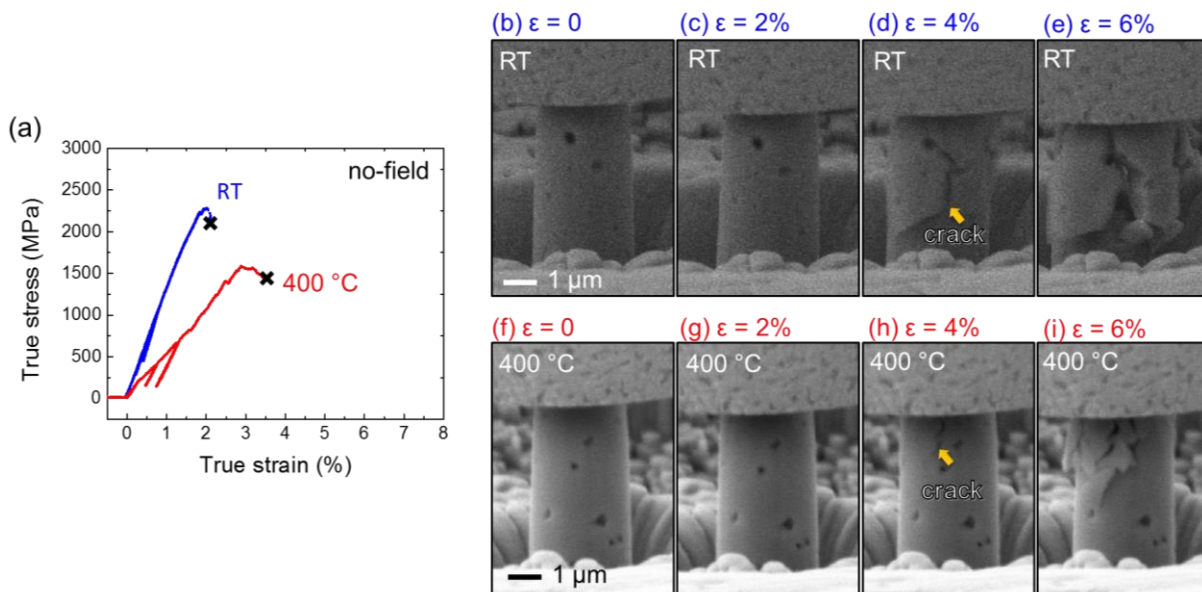 (a)
True stress (MPa)
3000
2500
2000
1500
1000
500
0
no-field
RT
400 °C
0 1 2 3 4 5 6 7 8
True strain (%)
(b) ε = 0
(c) ε = 2%
(d) ε = 4%
(e) ε = 6%
RT
RT
RT
RT
crack
1 μm
(f) ε = 0
(g) ε = 2%
(h) ε = 4%
(i) ε = 6%
400 °C
400 °C
400 °C
400 °C
crack
1 μm